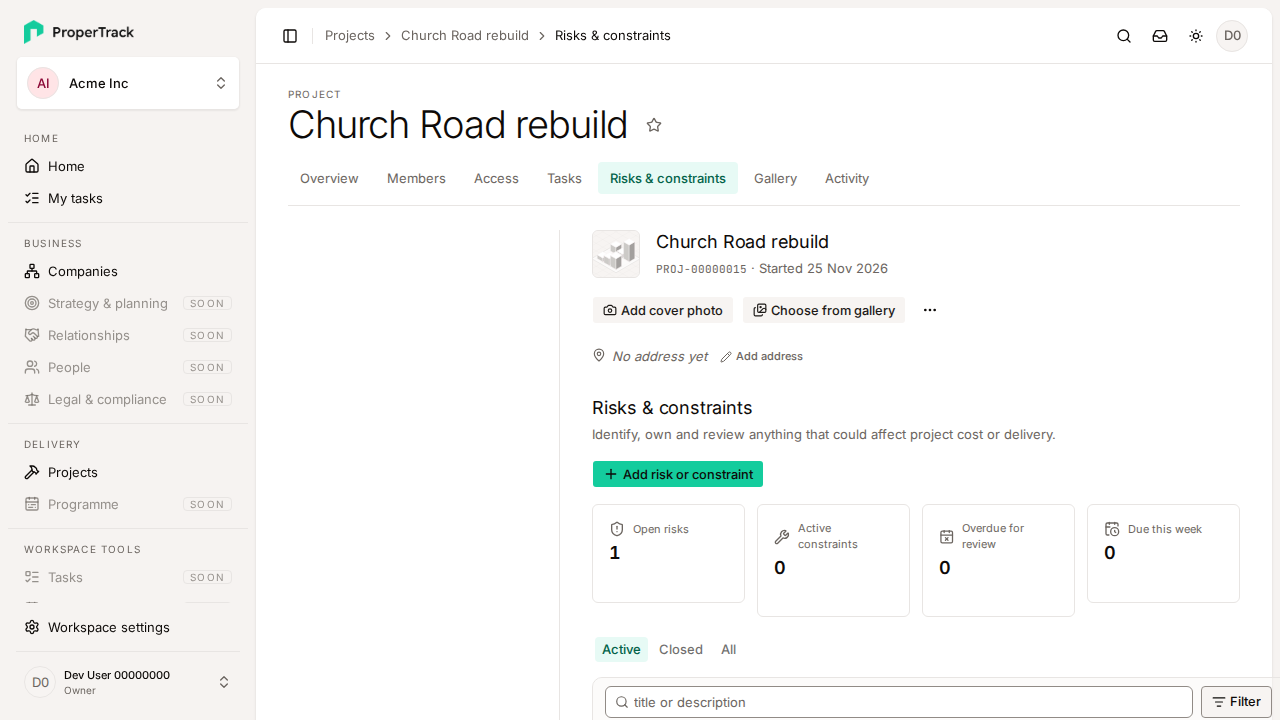 ProperTrack
AI
Acme Inc
HOME
Home
My tasks
BUSINESS
Companies
Strategy & planning SOON
Relationships SOON
People SOON
Legal & compliance SOON
DELIVERY
Projects
Programme SOON
WORKSPACE TOOLS
Tasks SOON
Workspace settings
D0
Dev User 00000000
Owner
Projects > Church Road rebuild > Risks & constraints
D0
PROJECT
Church Road rebuild
Overview Members Access Tasks Risks & constraints Gallery Activity
Church Road rebuild
PROJ-00000015 · Started 25 Nov 2026
Add cover photo Choose from gallery
No address yet Add address
Risks & constraints
Identify, own and review anything that could affect project cost or delivery.
Add risk or constraint
Open risks
1
Active
constraints
0
Overdue for
review
0
Due this week
0
Active Closed All
title or description
Filter